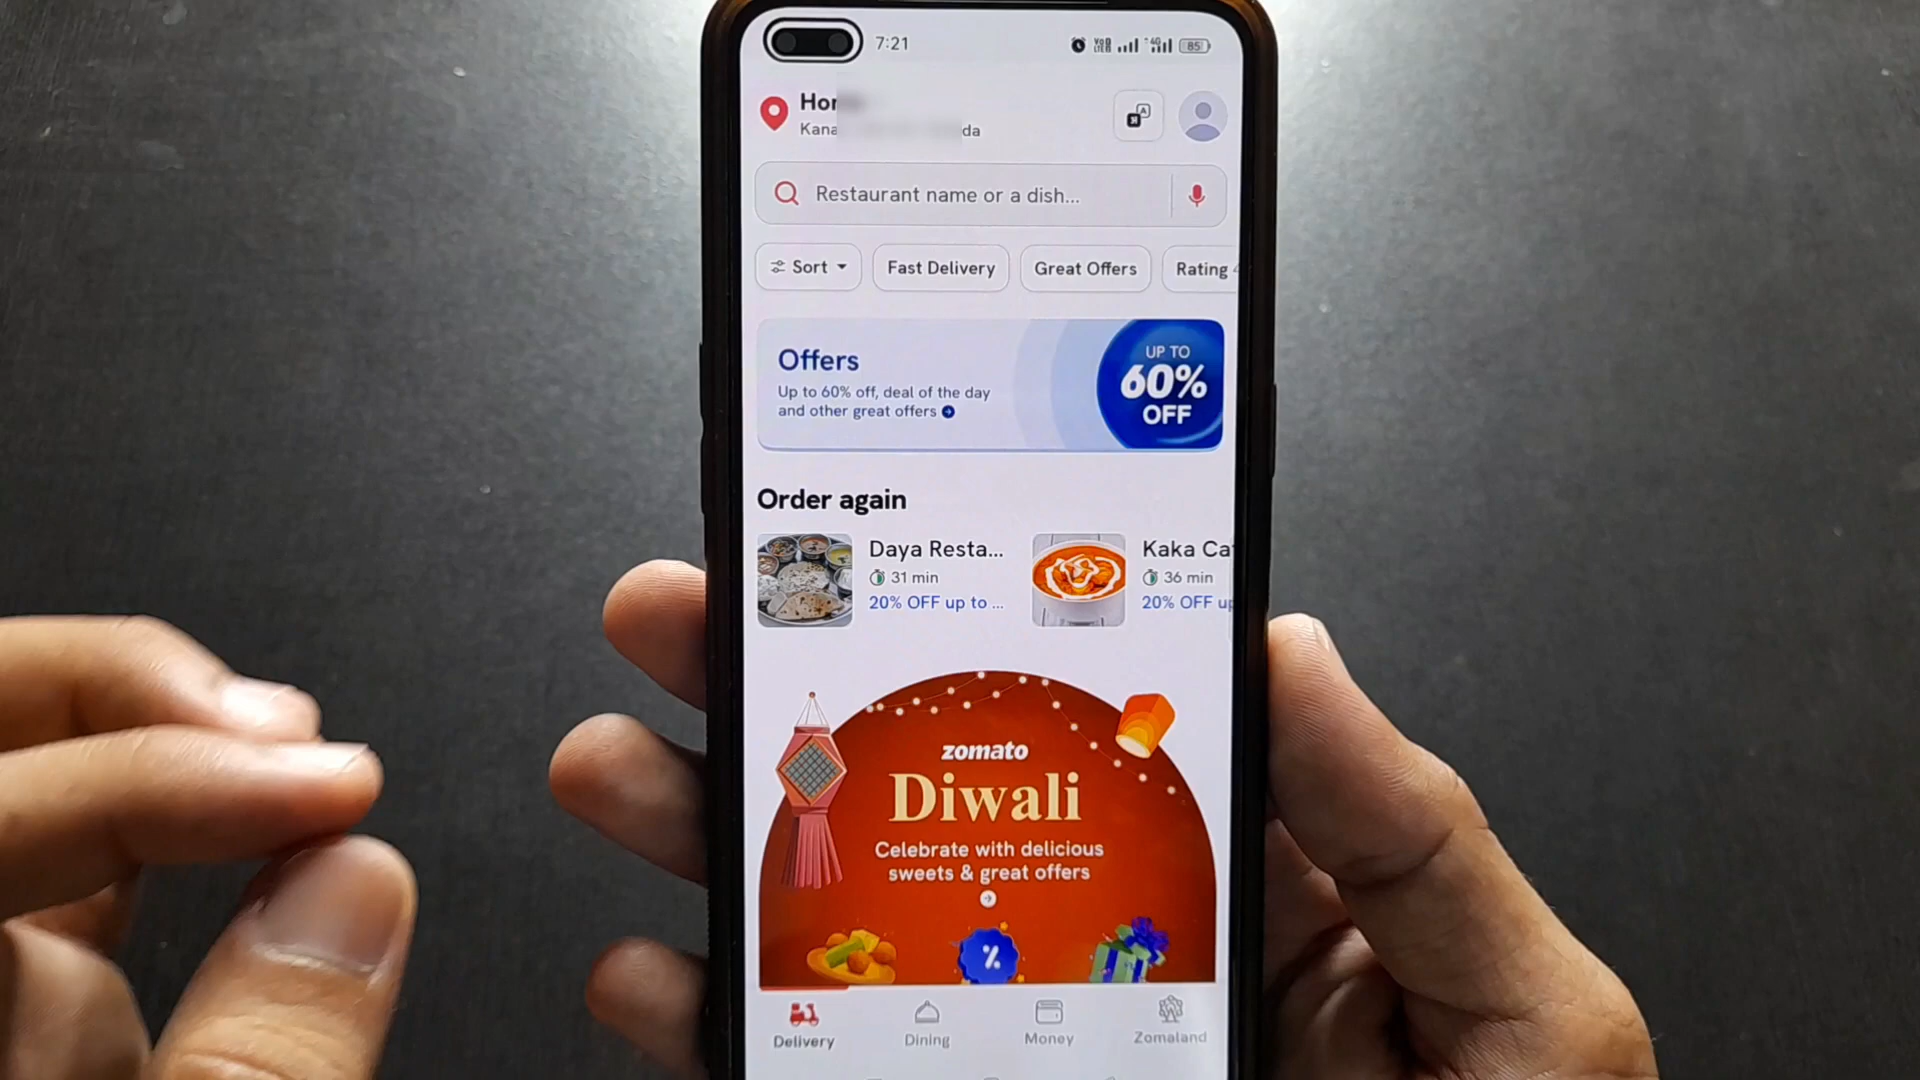 7:21
85
Hom
Kana
da
Restaurant name or a dish...
Sort
Fast Delivery
Great Offers
Rating
Offers
Up to 60% off, deal of the day
and other great offers
UP TO
60%
OFF
Order again
Daya Resta...
31 min
20% OFF up to ...
Kaka Ca
36 min
20% OFF up
zomato
Diwali
Celebrate with delicious
sweets & great offers
%
Delivery
Dining
Money
Zomaland